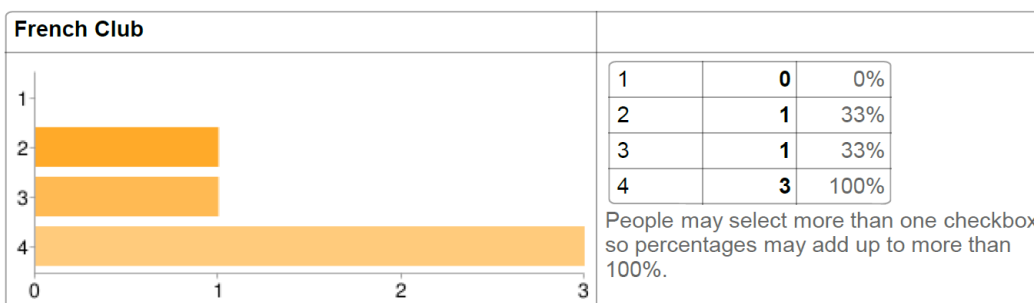 French Club
1
2
3
4
0 1 2 3
1 0 0%
2 1 33%
3 1 33%
4 3 100%
People may select more than one checkbox
so percentages may add up to more than
100%.